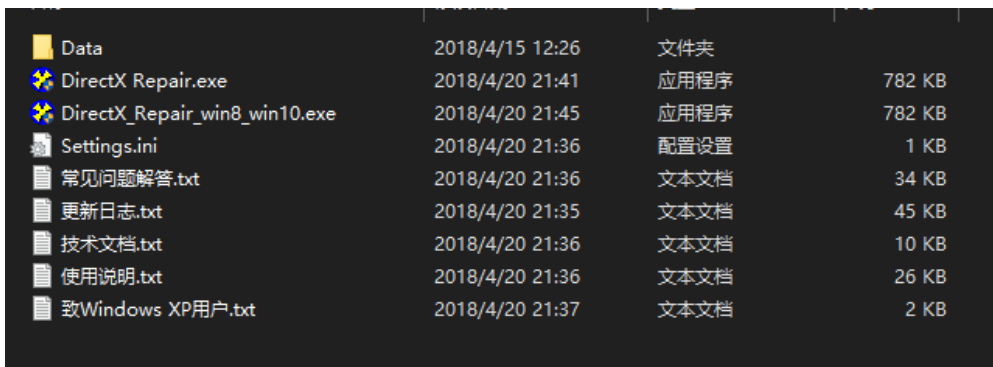 Data 2018/4/15 12:26 文件夹
DirectX Repair.exe 2018/4/20 21:41 应用程序 782 KB
DirectX_Repair_win8_win10.exe 2018/4/20 21:45 应用程序 782 KB
Settings.ini 2018/4/20 21:36 配置设置 1 KB
常见问题解答.txt 2018/4/20 21:36 文本文档 34 KB
更新日志.txt 2018/4/20 21:35 文本文档 45 KB
技术文档.txt 2018/4/20 21:36 文本文档 10 KB
使用说明.txt 2018/4/20 21:36 文本文档 26 KB
致Windows XP用户.txt 2018/4/20 21:37 文本文档 2 KB